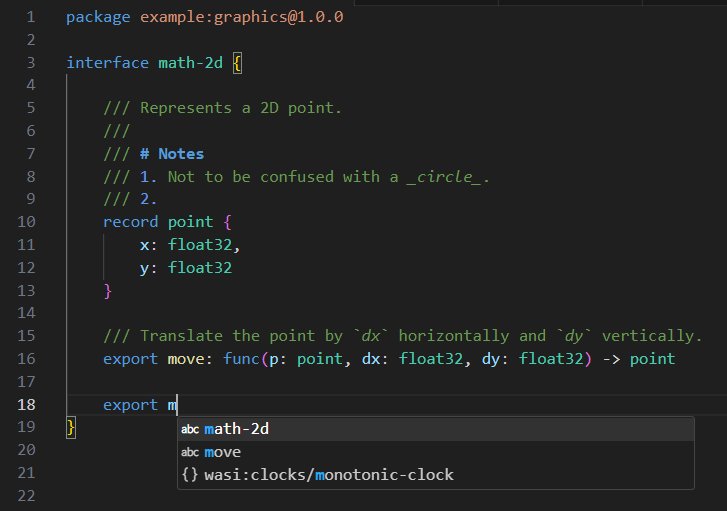 1 package example:graphics@1.0.0
2
3 interface math-2d {
4
5 /// Represents a 2D point.
6 ///
7 /// # Notes
8 /// 1. Not to be confused with a _circle_.
9 /// 2.
10 record point {
11 x: float32,
12 y: float32
13 }
14
15 /// Translate the point by `dx` horizontally and `dy` vertically.
16 export move: func(p: point, dx: float32, dy: float32) -> point
17
18 export m
19 }
abc math-2d
20
abc move
21
{} wasi:clocks/monotonic-clock
22